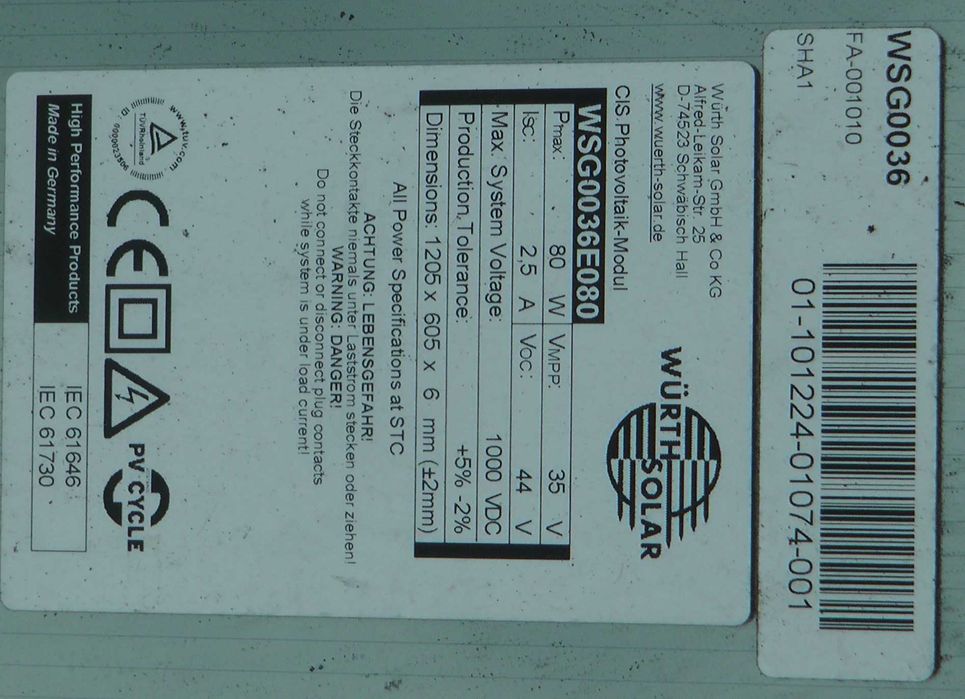 WSG00036
FA-001010
SHA1
01-101224-01074-001
Würth Solar GmbH & Co KG
Alfred-Leikam-Str. 25
D-74523 Schwäbisch Hall
www.wuerth-solar.de
WÜRTH
SOLAR
CIS Photovoltaik-Modul
WSG0036E080
Pmax: 80 W VMPP: 35 V
ISC: 2,5 A VOC: 44 V
Max. System Voltage: 1000 VDC
Production Tolerance: +5% -2%
Dimensions: 1205 x 605 x 6 mm (±2mm)
All Power Specifications at STC
ACHTUNG: LEBENSGEFAHR!
Die Steckkontakte niemals unter Laststrom stecken oder ziehen!
WARNING: DANGER!
Do not connect or disconnect plug contacts
while system is under load current!
www.tuv.com
TÜVRheinland
ID 0000023506
CE
PV CYCLE
High Performance Products
Made in Germany
IEC 61646
IEC 61730